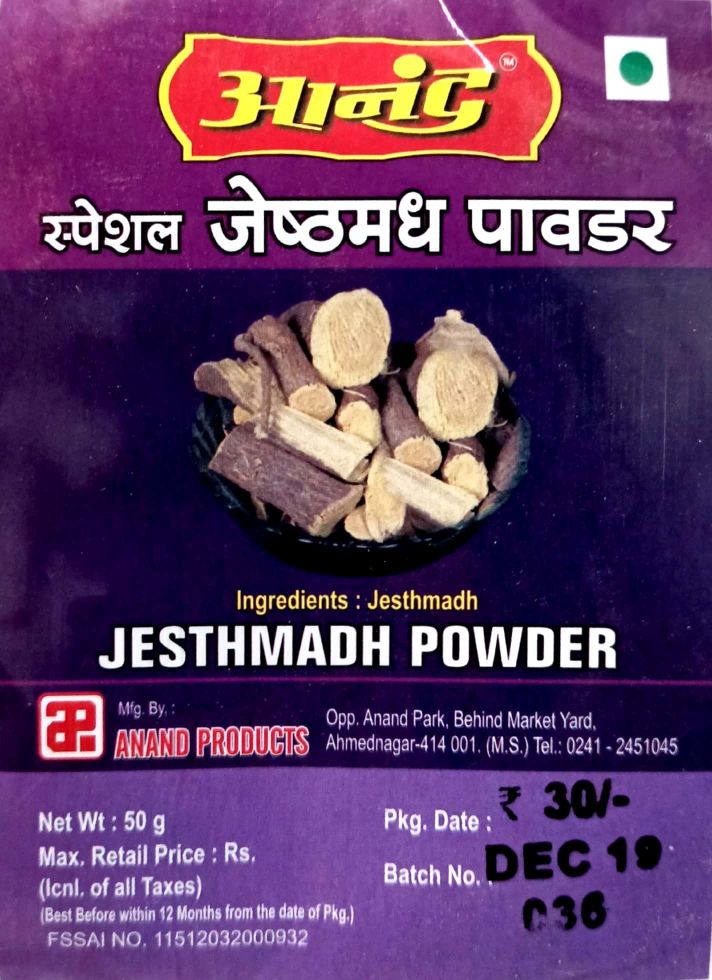 आनंद TM
स्पेशल जेष्ठमध पावडर
Ingredients : Jesthmadh
JESTHMADH POWDER
Mfg. By. :
ANAND PRODUCTS
Opp. Anand Park, Behind Market Yard,
Ahmednagar-414 001. (M.S.) Tel.: 0241 - 2451045
Net Wt : 50 g
Max. Retail Price : Rs.
(Icnl. of all Taxes)
(Best Before within 12 Months from the date of Pkg.)
FSSAI NO. 11512032000932
₹ 30/-
Pkg. Date :
DEC 19
Batch No. :
036